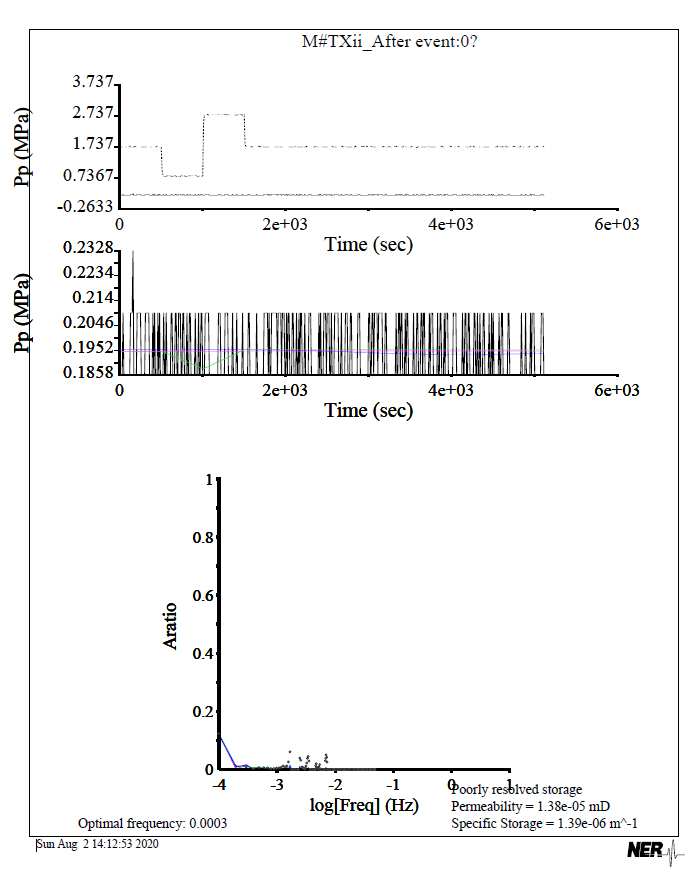 M#TXii_After event:0?
3.737
2.737
1.737
0.7367
-0.2633
Pp (MPa)
0 2e+03 4e+03 6e+03
Time (sec)
0.2328
0.2234
0.214
0.2046
0.1952
0.1858
Pp (MPa)
0 2e+03 4e+03 6e+03
Time (sec)
1
0.8
0.6
0.4
0.2
0
Aratio
-4 -3 -2 -1 0 1
log[Freq] (Hz)
Poorly resolved storage
Permeability = 1.38e-05 mD
Specific Storage = 1.39e-06 m^-1
Optimal frequency: 0.0003
Sun Aug 2 14:12:53 2020
NER